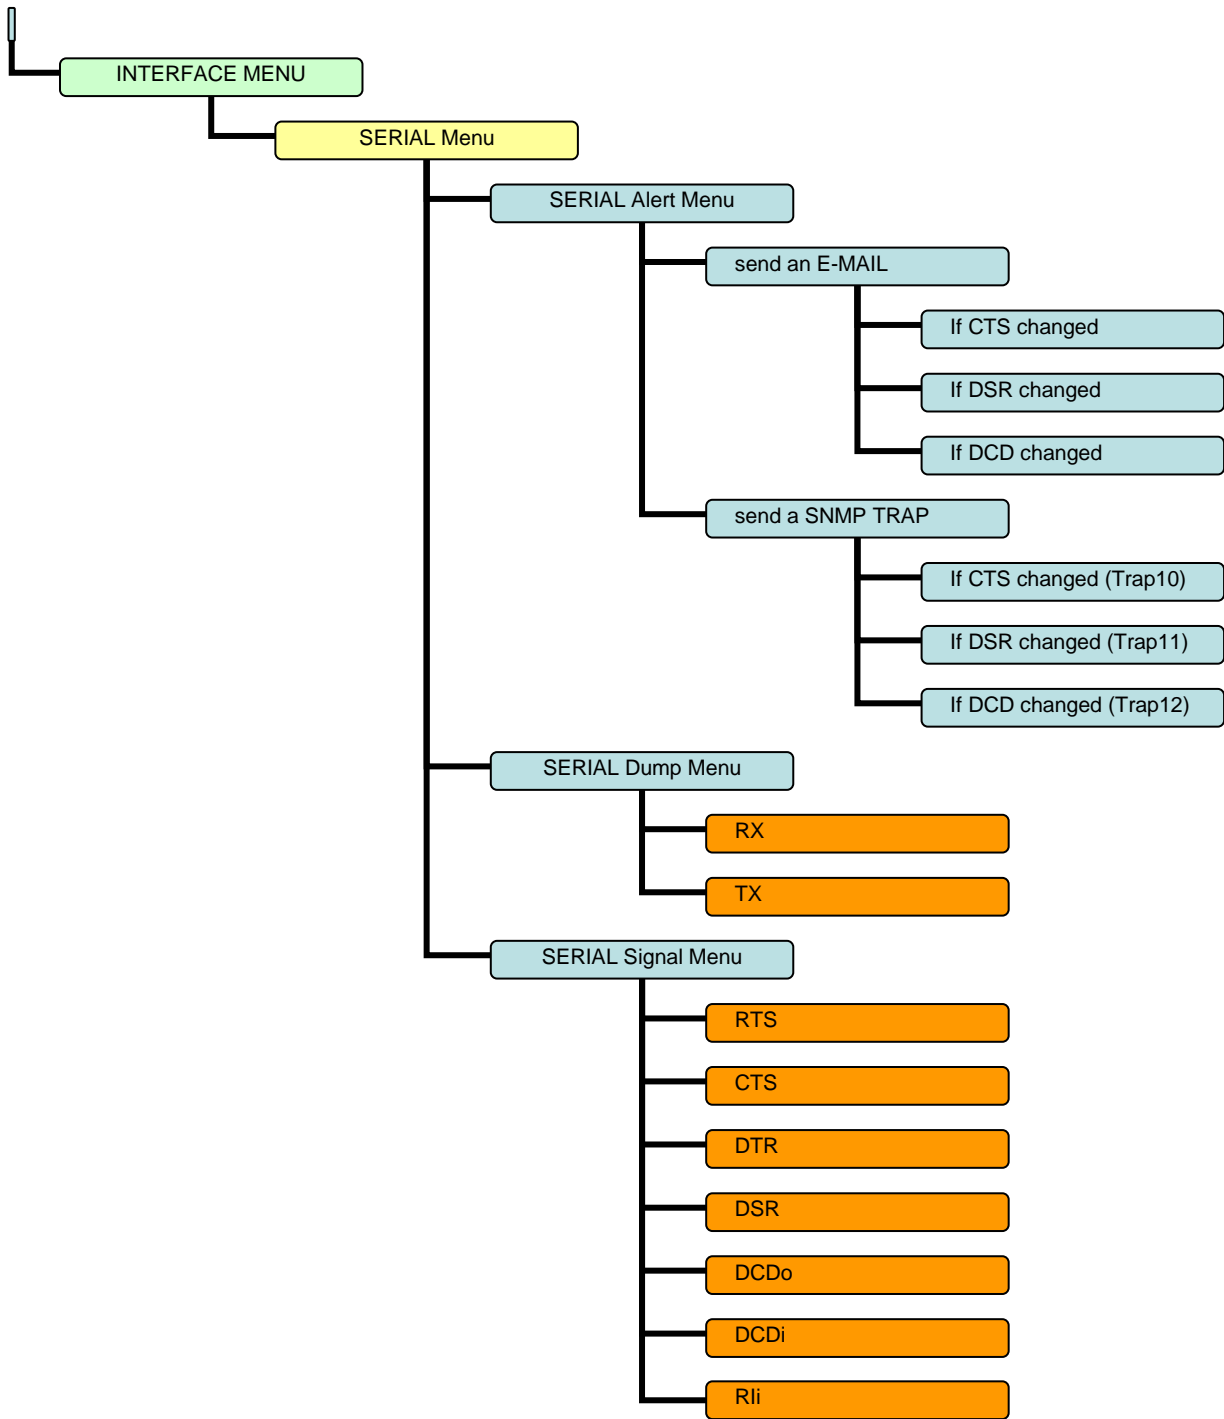 INTERFACE MENU
SERIAL Menu
SERIAL Alert Menu
send an E-MAIL
If CTS changed
If DSR changed
If DCD changed
send a SNMP TRAP
If CTS changed (Trap10)
If DSR changed (Trap11)
If DCD changed (Trap12)
SERIAL Dump Menu
RX
TX
SERIAL Signal Menu
RTS
CTS
DTR
DSR
DCDo
DCDi
RIi